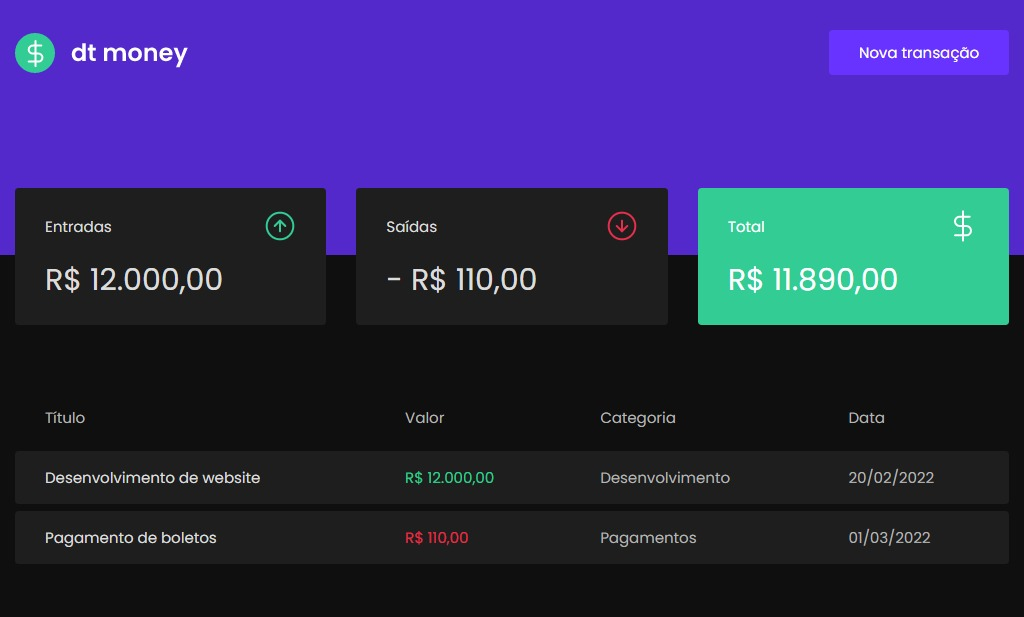 $ dt money
Nova transação
Entradas
R$ 12.000,00
Saídas
- R$ 110,00
Total
$
R$ 11.890,00
Título Valor Categoria Data
Desenvolvimento de website R$ 12.000,00 Desenvolvimento 20/02/2022
Pagamento de boletos R$ 110,00 Pagamentos 01/03/2022